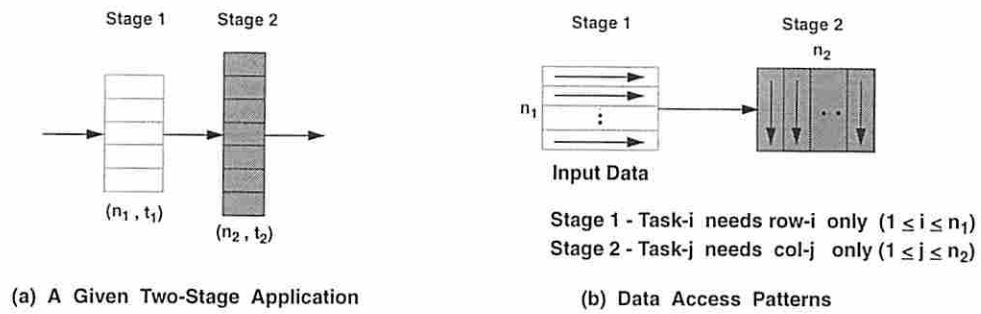 Stage 1
Stage 2
(n₁ , t₁)
(n₂ , t₂)
(a) A Given Two-Stage Application
Stage 1
Stage 2
n₂
n₁
Input Data
Stage 1 - Task-i needs row-i only (1 ≤ i ≤ n₁)
Stage 2 - Task-j needs col-j only (1 ≤ j ≤ n₂)
(b) Data Access Patterns